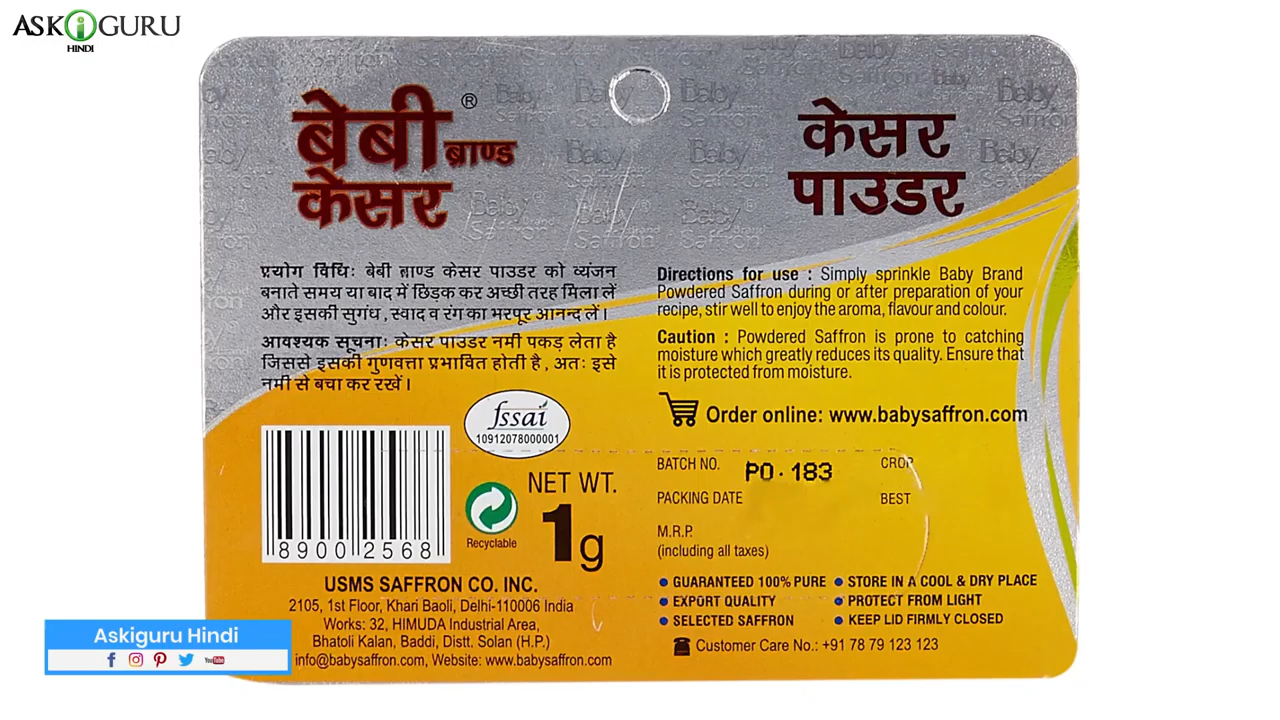 ASK i GURU
HINDI
बेबी ®
ब्राण्ड
केसर
केसर
पाउडर
प्रयोग विधि: बेबी ब्राण्ड केसर पाउडर को व्यंजन
बनाते समय या बाद में छिड़क कर अच्छी तरह मिला लें
और इसकी सुगंध, स्वाद व रंग का भरपूर आनन्द लें।
आवश्यक सूचना: केसर पाउडर नमी पकड़ लेता है
जिससे इसकी गुणवत्ता प्रभावित होती है, अतः इसे
नमी से बचा कर रखें।
Directions for use : Simply sprinkle Baby Brand
Powdered Saffron during or after preparation of your
recipe, stir well to enjoy the aroma, flavour and colour.
Caution : Powdered Saffron is prone to catching
moisture which greatly reduces its quality. Ensure that
it is protected from moisture.
Order online: www.babysaffron.com
fssai
10912078000001
8900 2568
Recyclable
NET WT.
1g
BATCH NO. PO·183 CROP
PACKING DATE BEST
M.R.P.
(including all taxes)
USMS SAFFRON CO. INC.
2105, 1st Floor, Khari Baoli, Delhi-110006 India
Works: 32, HIMUDA Industrial Area,
Bhatoli Kalan, Baddi, Distt. Solan (H.P.)
info@babysaffron.com, Website: www.babysaffron.com
• GUARANTEED 100% PURE • STORE IN A COOL & DRY PLACE
• EXPORT QUALITY • PROTECT FROM LIGHT
• SELECTED SAFFRON • KEEP LID FIRMLY CLOSED
Customer Care No.: +91 78 79 123 123
Askiguru Hindi
YouTube